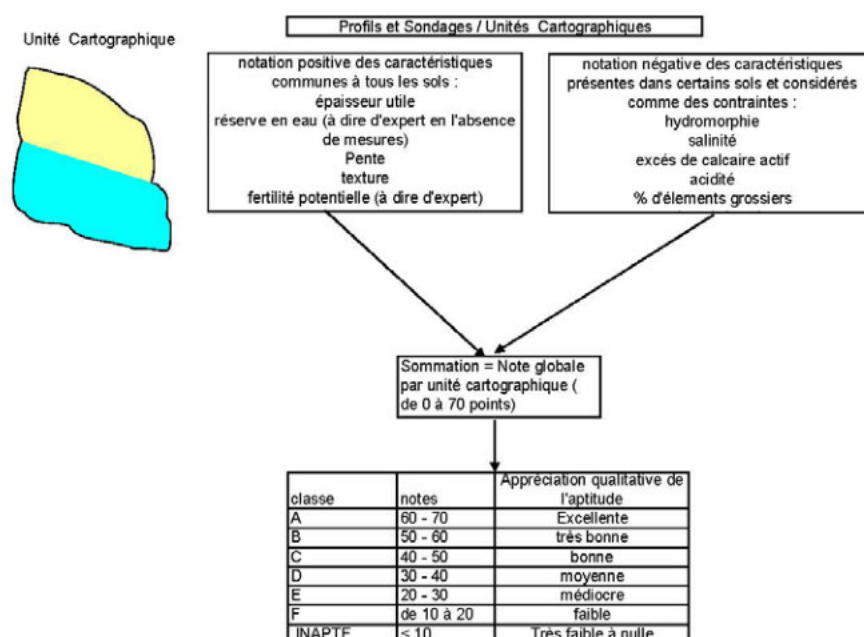 Profils et Sondages / Unités Cartographiques
Unité Cartographique
notation positive des caractéristiques
communes à tous les sols :
épaisseur utile
réserve en eau (à dire d'expert en l'absence
de mesures)
Pente
texture
fertilité potentielle (à dire d'expert)
notation négative des caractéristiques
présentes dans certains sols et considérés
comme des contraintes :
hydromorphie
salinité
excés de calcaire actif
acidité
% d'élements grossiers
Sommation = Note globale
par unité cartographique (
de 0 à 70 points)
classe notes Appréciation qualitative de
l'aptitude
A 60 - 70 Excellente
B 50 - 60 très bonne
C 40 - 50 bonne
D 30 - 40 moyenne
E 20 - 30 médiocre
F de 10 à 20 faible
INAPTE < 10 Très faible à nulle